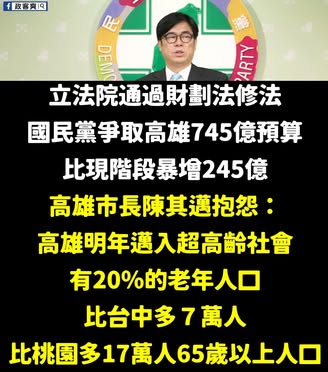 政客爽
民
黨
DEMO
PARTY
立法院通過財劃法修法
國民黨爭取高雄745億預算
比現階段暴增245億
高雄市長陳其邁抱怨：
高雄明年邁入超高齡社會
有20%的老年人口
比台中多７萬人
比桃園多17萬人65歲以上人口